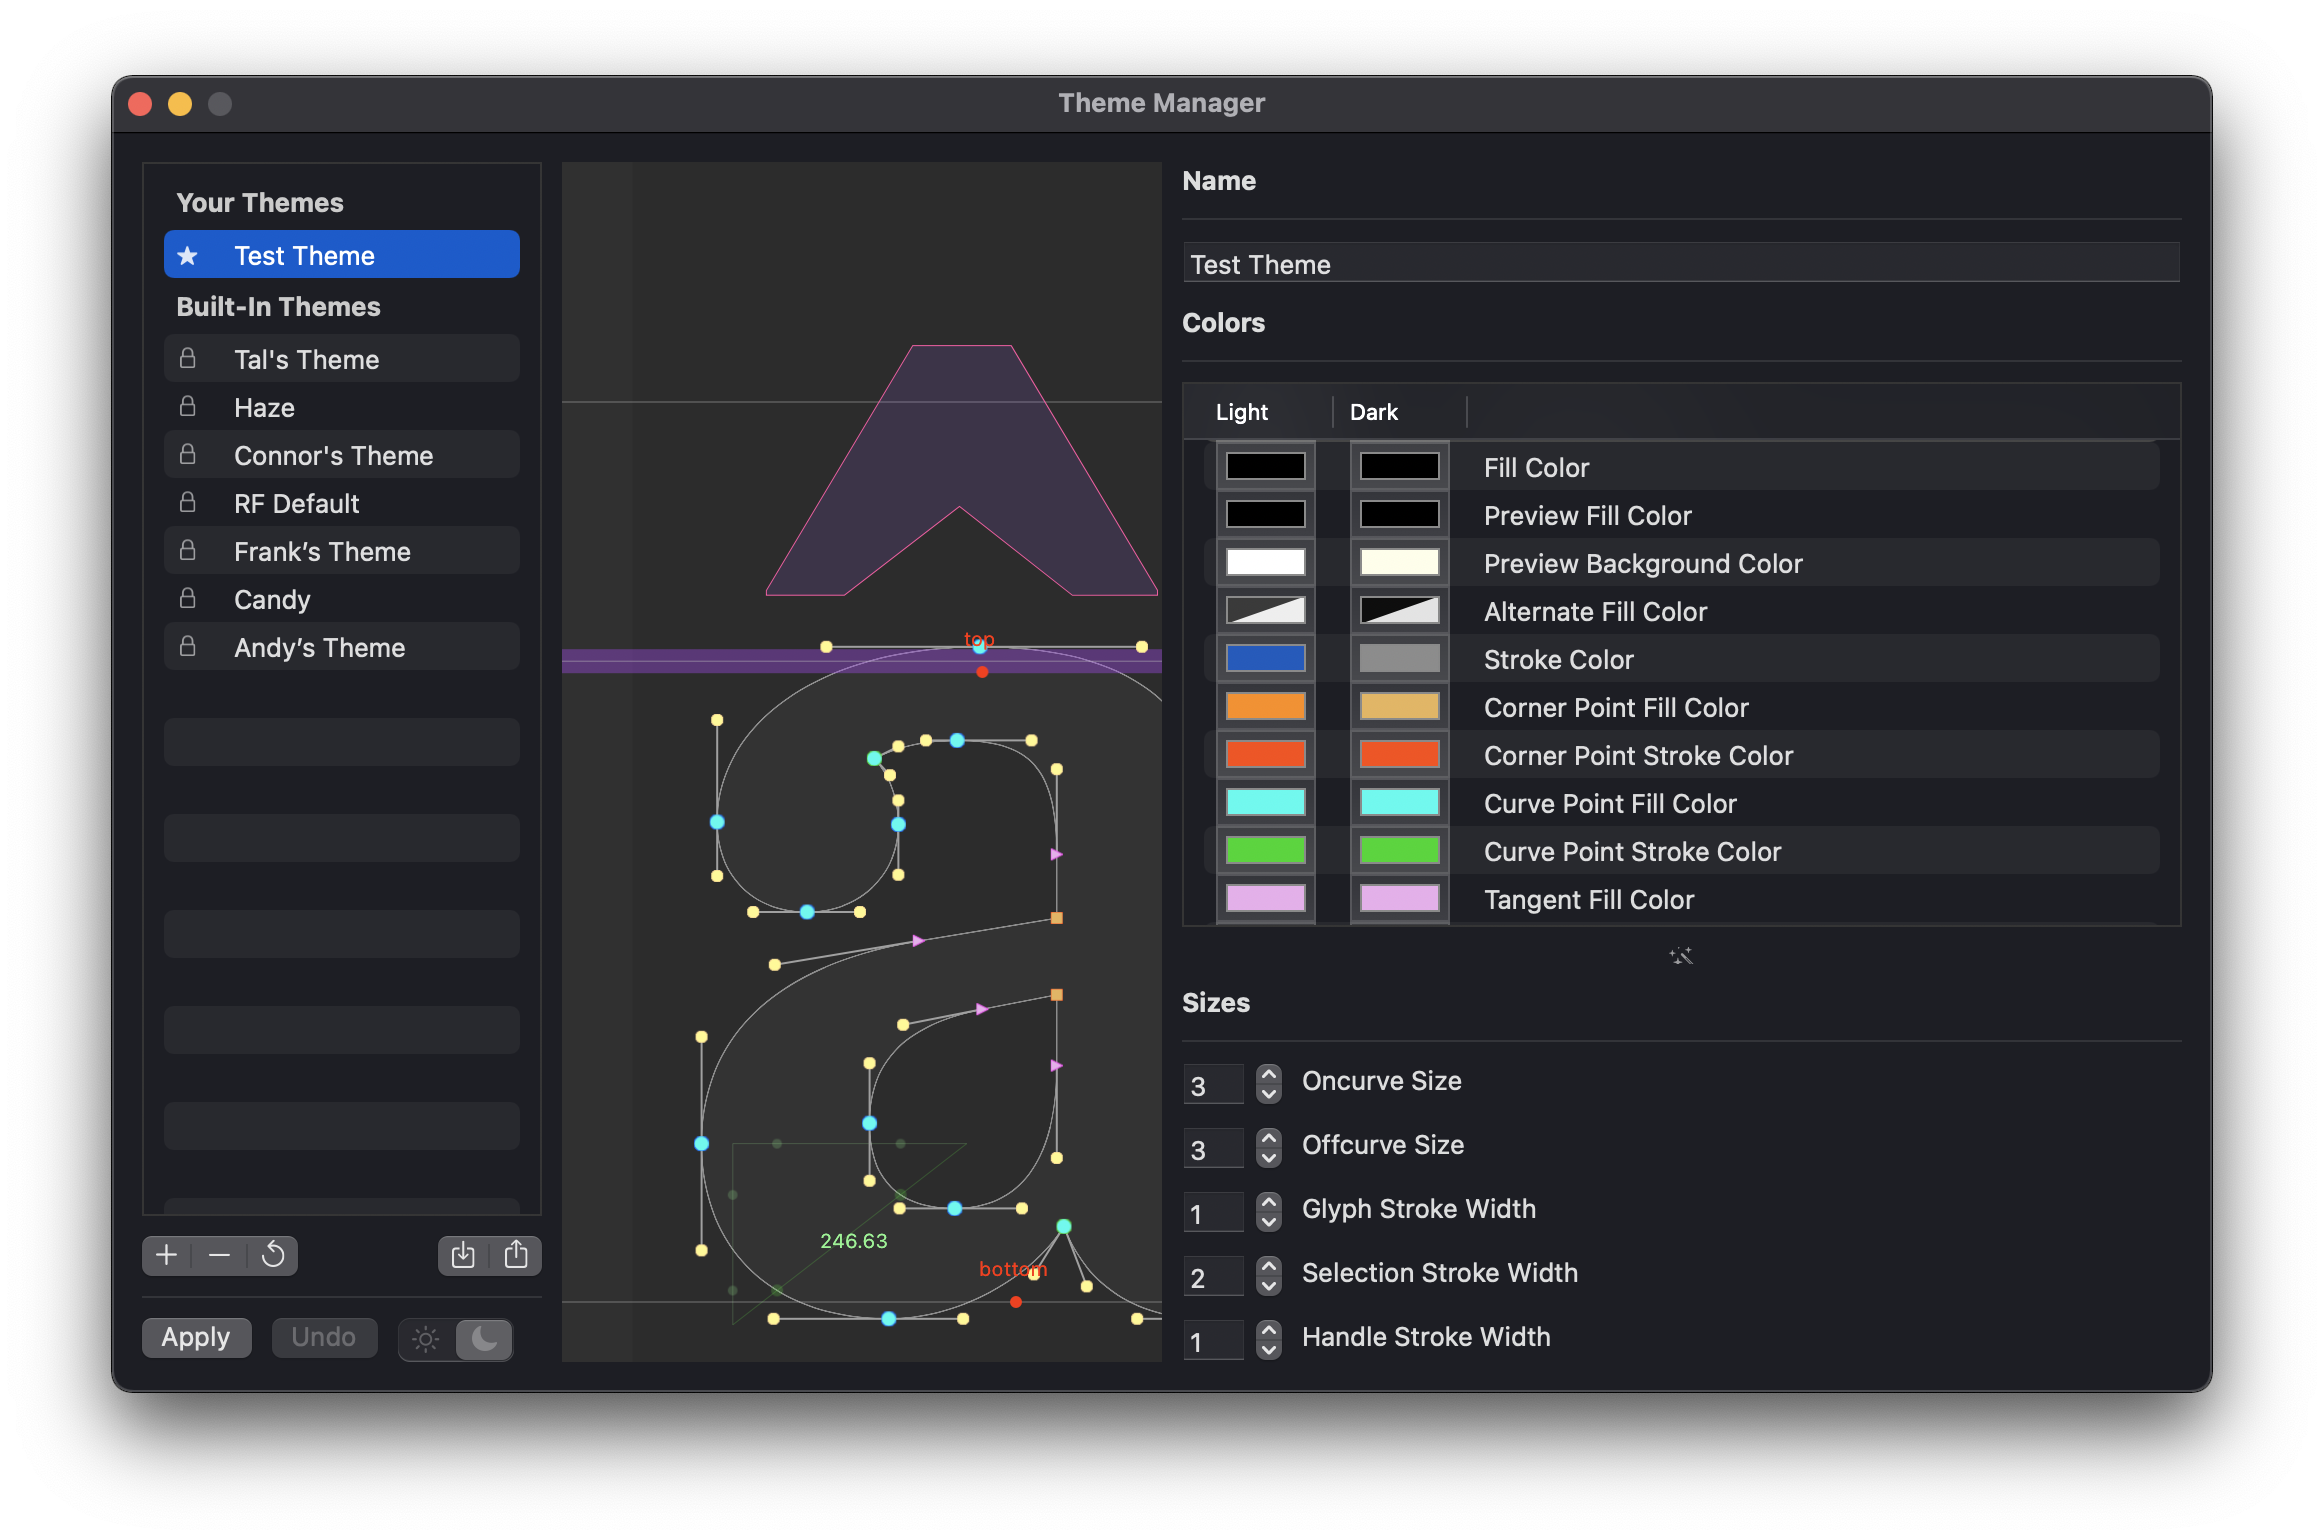 Theme Manager
Your Themes
Test Theme
Built-In Themes
Tal's Theme
Haze
Connor's Theme
RF Default
Frank’s Theme
Candy
Andy’s Theme
Apply
Undo
top
246.63
bottom
Name
Test Theme
Colors
Light
Dark
Fill Color
Preview Fill Color
Preview Background Color
Alternate Fill Color
Stroke Color
Corner Point Fill Color
Corner Point Stroke Color
Curve Point Fill Color
Curve Point Stroke Color
Tangent Fill Color
Sizes
3 Oncurve Size
3 Offcurve Size
1 Glyph Stroke Width
2 Selection Stroke Width
1 Handle Stroke Width